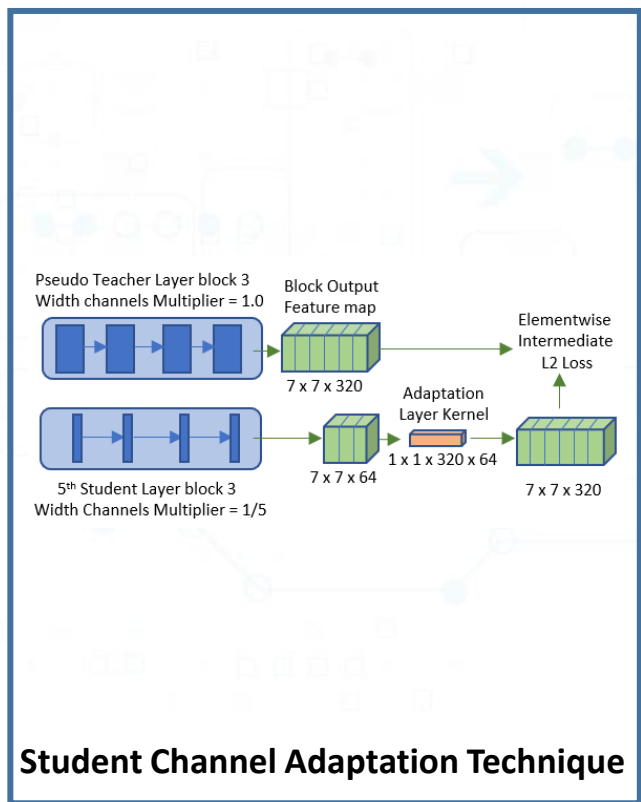 Pseudo Teacher Layer block 3
Width channels Multiplier = 1.0
Block Output
Feature map
7 x 7 x 320
Elementwise
Intermediate
L2 Loss
Adaptation
Layer Kernel
1 x 1 x 320 x 64
7 x 7 x 64
7 x 7 x 320
5th Student Layer block 3
Width Channels Multiplier = 1/5
Student Channel Adaptation Technique